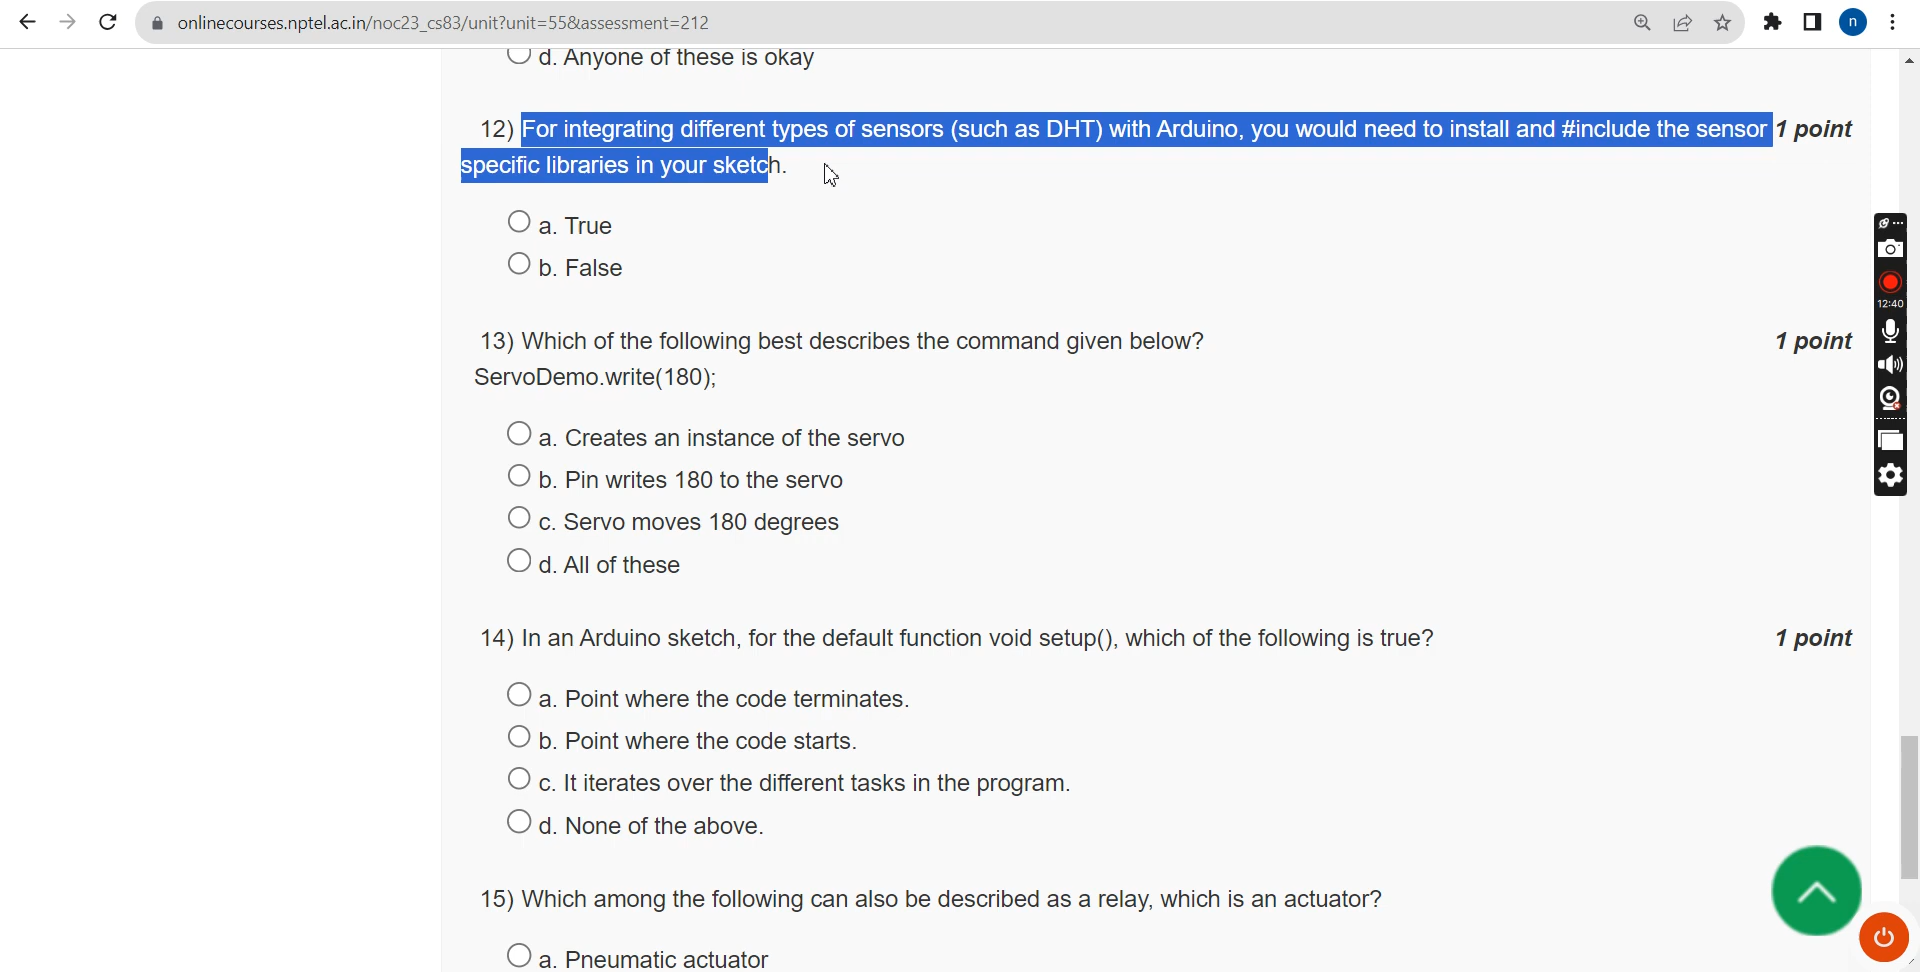 onlinecourses.nptel.ac.in/noc23_cs83/unit?unit=55&assessment=212
n
d. Anyone of these is okay
12) For integrating different types of sensors (such as DHT) with Arduino, you would need to install and #include the sensor 1 point
specific libraries in your sketch.
a. True
b. False
12:40
13) Which of the following best describes the command given below? 1 point
ServoDemo.write(180);
a. Creates an instance of the servo
b. Pin writes 180 to the servo
c. Servo moves 180 degrees
d. All of these
14) In an Arduino sketch, for the default function void setup(), which of the following is true? 1 point
a. Point where the code terminates.
b. Point where the code starts.
c. It iterates over the different tasks in the program.
d. None of the above.
15) Which among the following can also be described as a relay, which is an actuator?
a. Pneumatic actuator